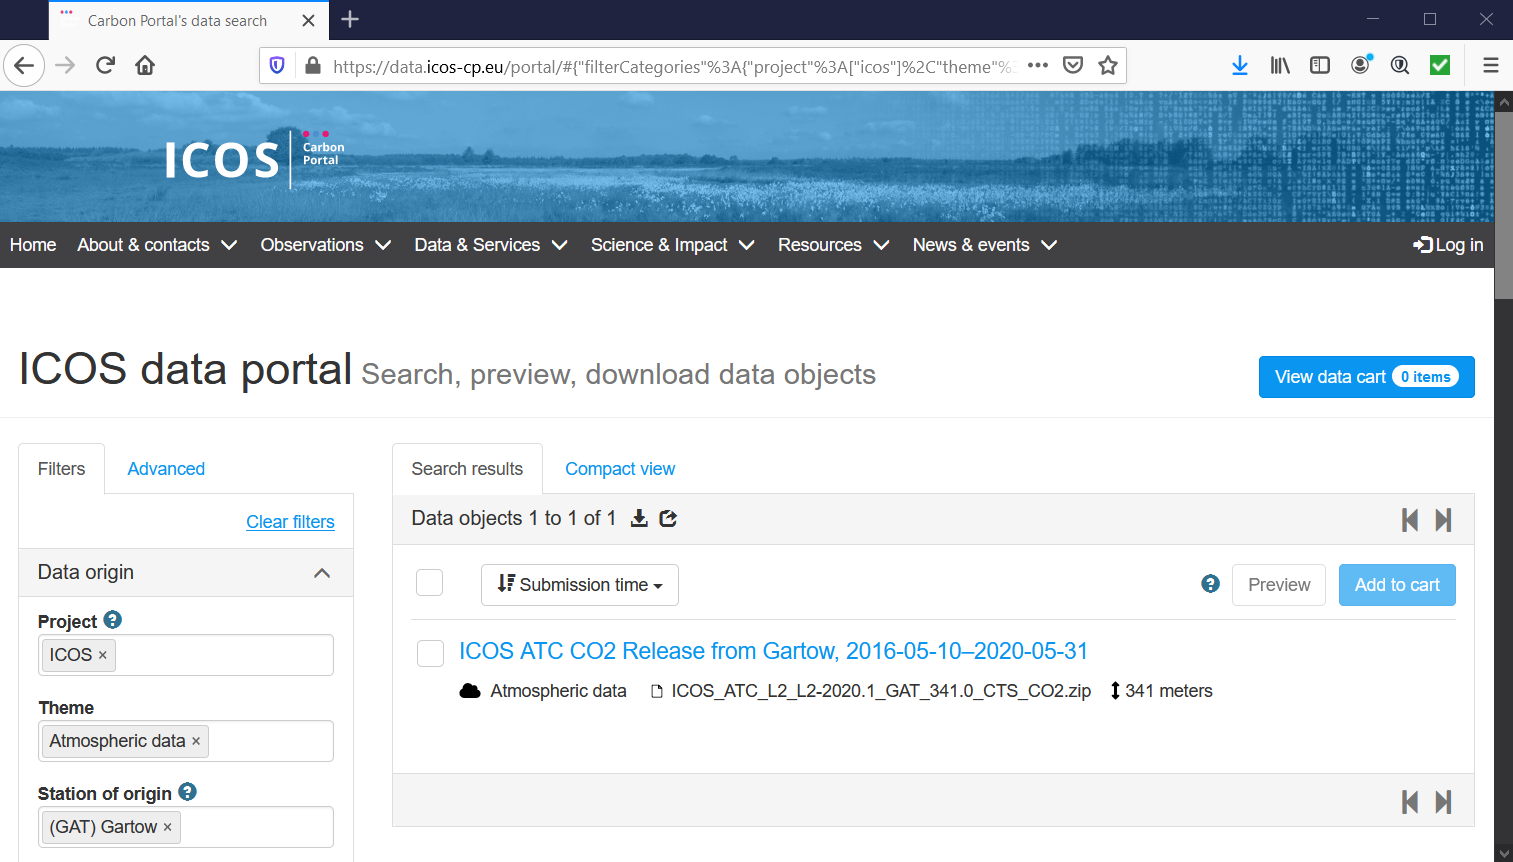 Carbon Portal's data search
https://data.icos-cp.eu/portal/#{"filterCategories"%3A{"project"%3A["icos"]%2C"theme"%3
ICOS Carbon Portal
Home About & contacts Observations Data & Services Science & Impact Resources News & events Log in
ICOS data portal Search, preview, download data objects
View data cart 0 items
Filters Advanced
Search results Compact view
Clear filters
Data objects 1 to 1 of 1
Data origin
Submission time
Preview Add to cart
Project
ICOS ×
ICOS ATC CO2 Release from Gartow, 2016-05-10–2020-05-31
Atmospheric data ICOS_ATC_L2_L2-2020.1_GAT_341.0_CTS_CO2.zip 341 meters
Theme
Atmospheric data ×
Station of origin
(GAT) Gartow ×